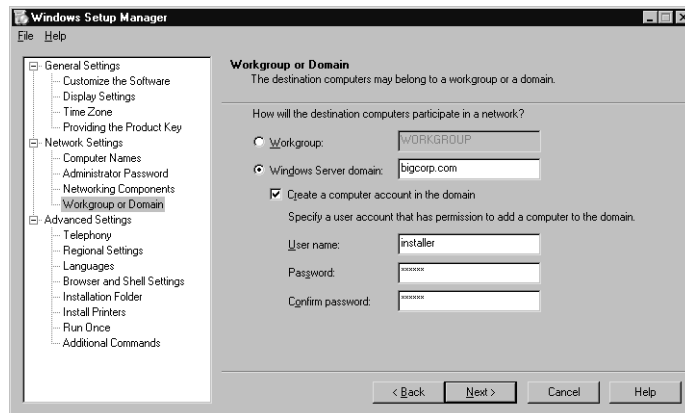 Windows Setup Manager
File Help
General Settings
Customize the Software
Display Settings
Time Zone
Providing the Product Key
Network Settings
Computer Names
Administrator Password
Networking Components
Workgroup or Domain
Advanced Settings
Telephony
Regional Settings
Languages
Browser and Shell Settings
Installation Folder
Install Printers
Run Once
Additional Commands
Workgroup or Domain
The destination computers may belong to a workgroup or a domain.
How will the destination computers participate in a network?
Workgroup: WORKGROUP
Windows Server domain: bigcorp.com
Create a computer account in the domain
Specify a user account that has permission to add a computer to the domain.
User name: installer
Password: ******
Confirm password: ******
< Back Next > Cancel Help